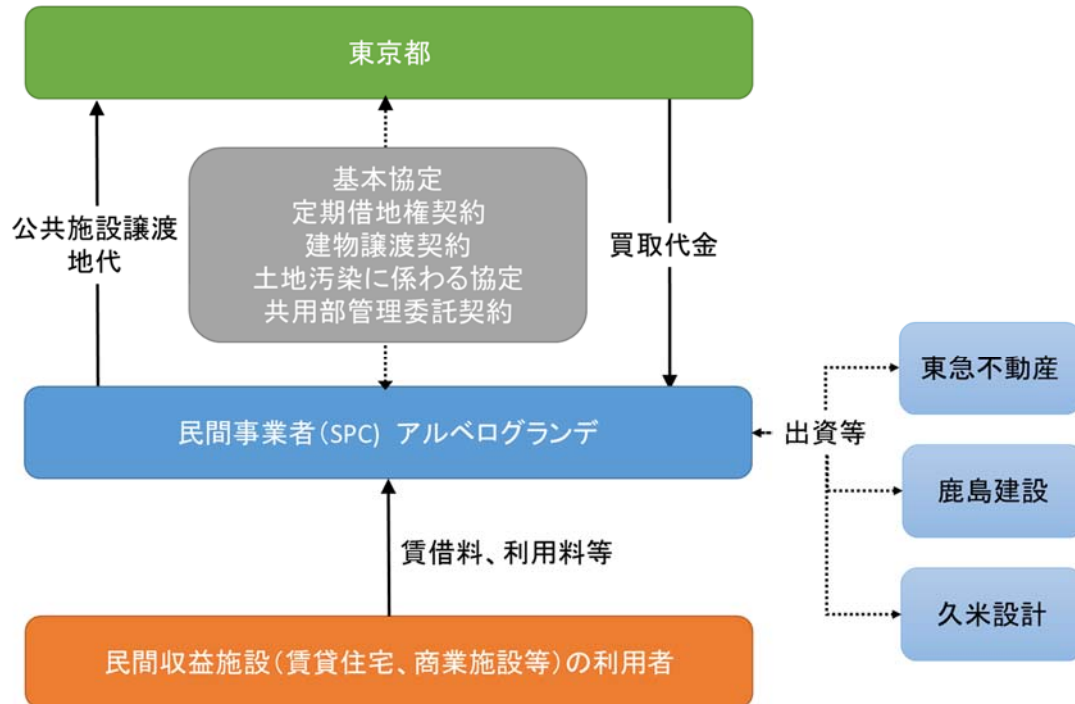 東京都
基本協定
定期借地権契約
建物譲渡契約
土地汚染に係わる協定
共用部管理委託契約
公共施設譲渡
地代
買取代金
民間事業者(SPC) アルベログランデ
出資等
東急不動産
鹿島建設
久米設計
賃借料、利用料等
民間収益施設(賃貸住宅、商業施設等)の利用者